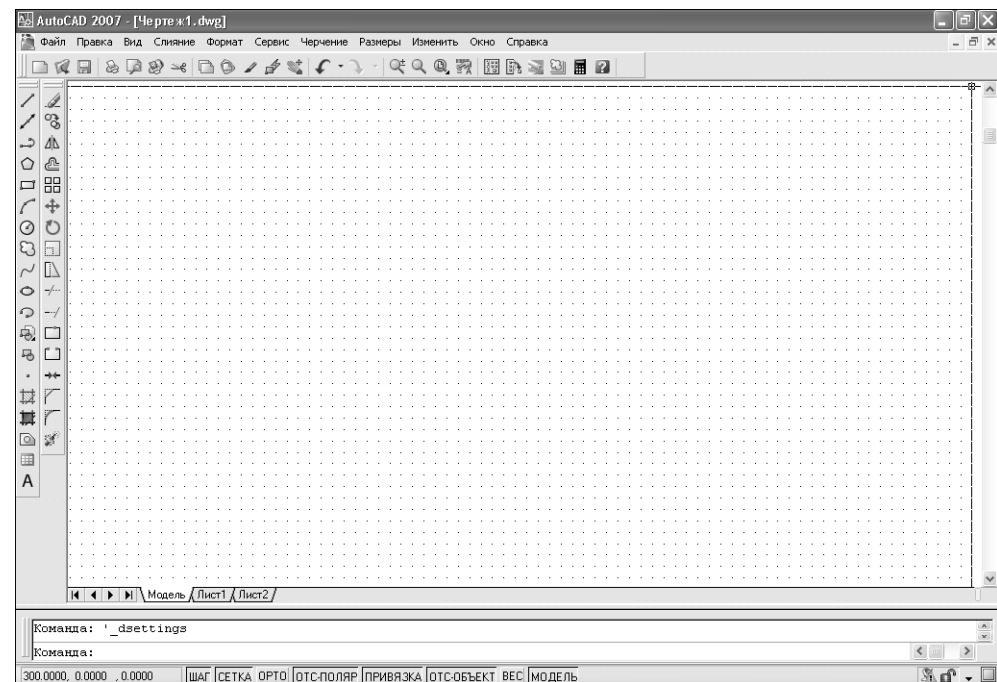 AutoCAD 2007 - [Чертеж1.dwg]
Файл Правка Вид Слияние Формат Сервис Черчение Размеры Изменить Окно Справка
A
Модель Лист1 Лист2
Команда: '_dsettings
Команда:
300.0000, 0.0000 , 0.0000 ШАГ СЕТКА ОРТО ОТС-ПОЛЯР ПРИВЯЗКА ОТС-ОБЪЕКТ ВЕС МОДЕЛЬ